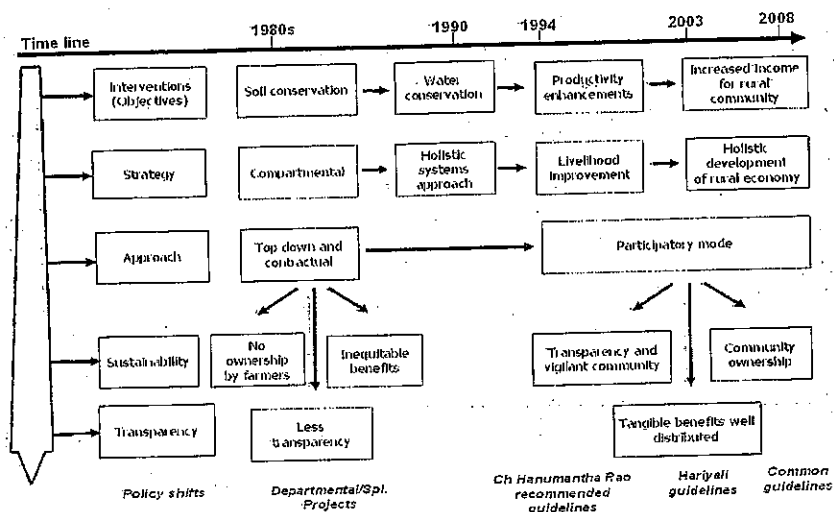 1980s 1990 1994 2003 2008
Time line
Interventions
(Objectives)
Soil conservation
Water
conservation
Productivity
enhancements
Increased income
for rural
community
Strategy
Compartmental
Holistic
systems
approach
Livelihood
improvement
Holistic
development
of rural economy
Approach
Top down and
contractual
Participatory mode
Sustainability
No
ownership
by farmers
Inequitable
benefits
Transparency and
vigilant community
Community
ownership
Transparency
Less
transparency
Tangible benefits well
distributed
Policy shifts
Departmental/Spl.
Projects
Ch Hanumantha Rao
recommended
guidelines
Hariyali
guidelines
Common
guidelines